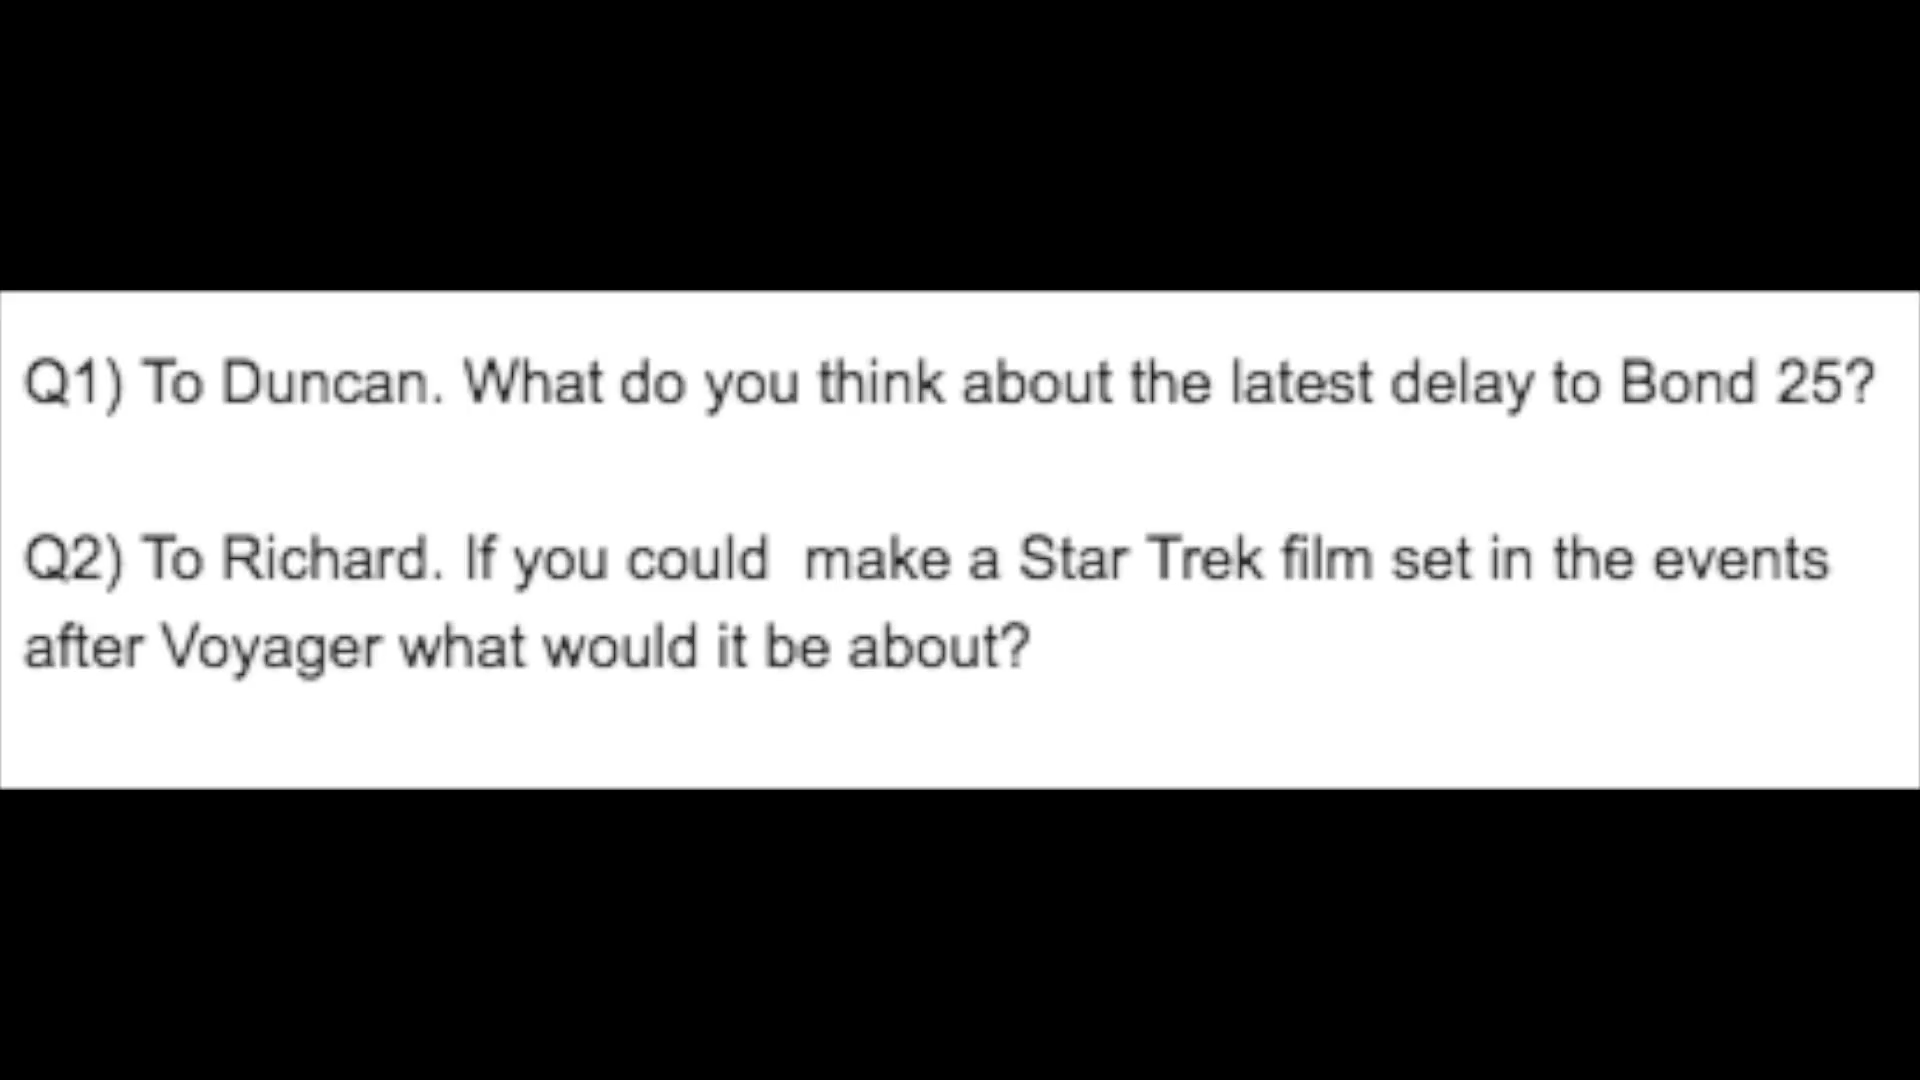 Q1) To Duncan. What do you think about the latest delay to Bond 25?
Q2) To Richard. If you could  make a Star Trek film set in the events
after Voyager what would it be about?